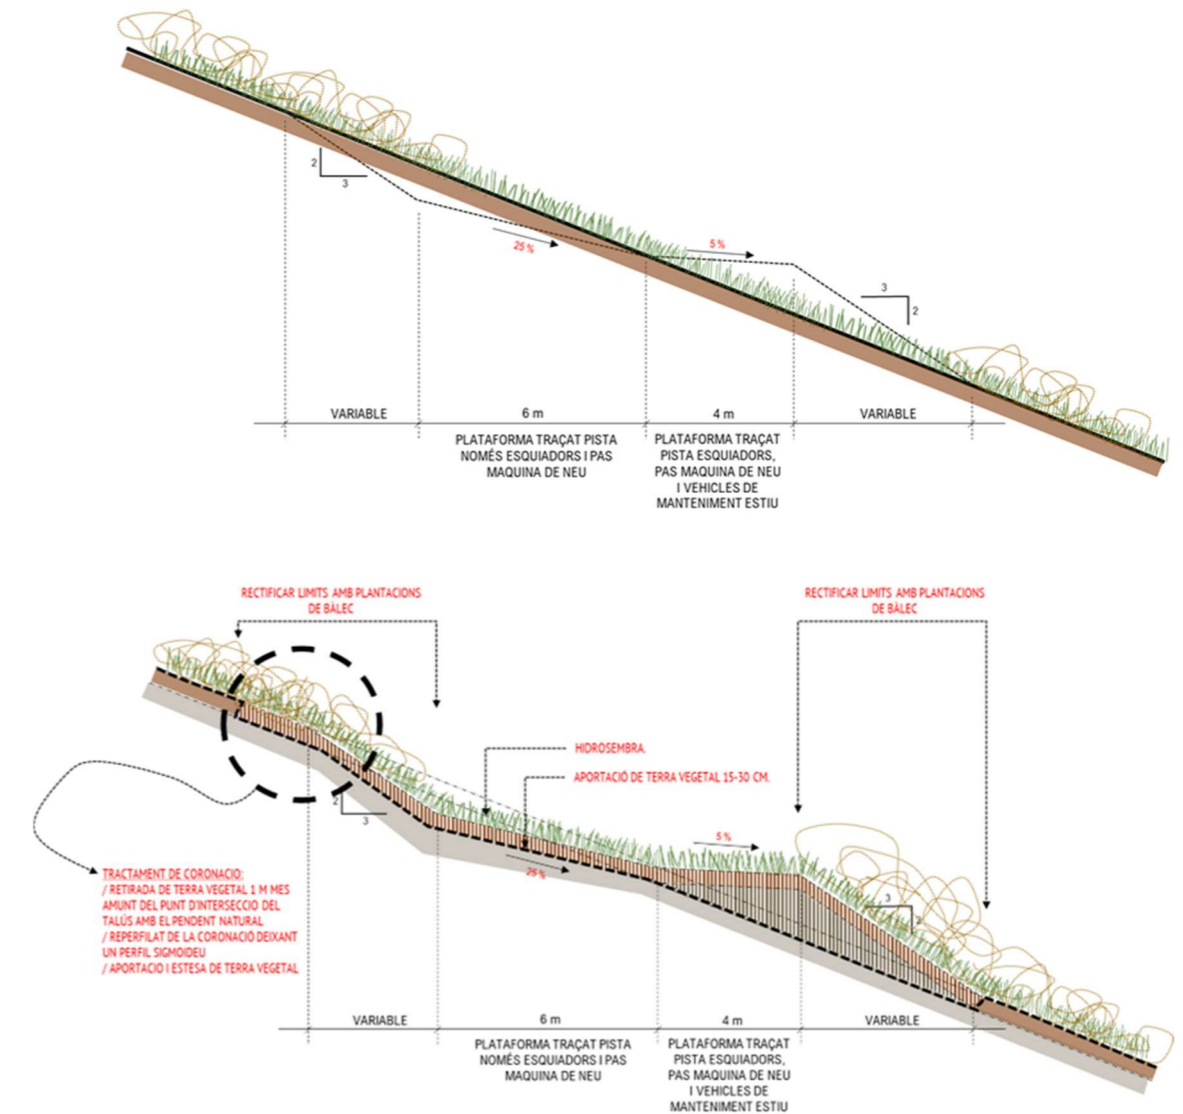 2
3
25 %
5 %
3
2
VARIABLE
6 m
4 m
VARIABLE
PLATAFORMA TRAÇAT PISTA
NOMÉS ESQUIADORS I PAS
MAQUINA DE NEU
PLATAFORMA TRAÇAT
PISTA ESQUIADORS,
PAS MAQUINA DE NEU
I VEHICLES DE
MANTENIMENT ESTIU
RECTIFICAR LIMITS AMB PLANTACIONS
DE BÀLEC
RECTIFICAR LIMITS AMB PLANTACIONS
DE BÀLEC
HIDROSEMBRA.
APORTACIÓ DE TERRA VEGETAL 15-30 CM.
2
3
5 %
25 %
3
2
TRACTAMENT DE CORONACIO:
/ RETIRADA DE TERRA VEGETAL 1 M MES
AMUNT DEL PUNT D'INTERSECCIO DEL
TALÚS AMB EL PENDENT NATURAL
/ REPERFILAT DE LA CORONACIÓ DEIXANT
UN PERFIL SIGMOIDEU
/ APORTACIO I ESTESA DE TERRA VEGETAL
VARIABLE
6 m
4 m
VARIABLE
PLATAFORMA TRAÇAT PISTA
NOMÉS ESQUIADORS I PAS
MAQUINA DE NEU
PLATAFORMA TRAÇAT
PISTA ESQUIADORS,
PAS MAQUINA DE NEU
I VEHICLES DE
MANTENIMENT ESTIU